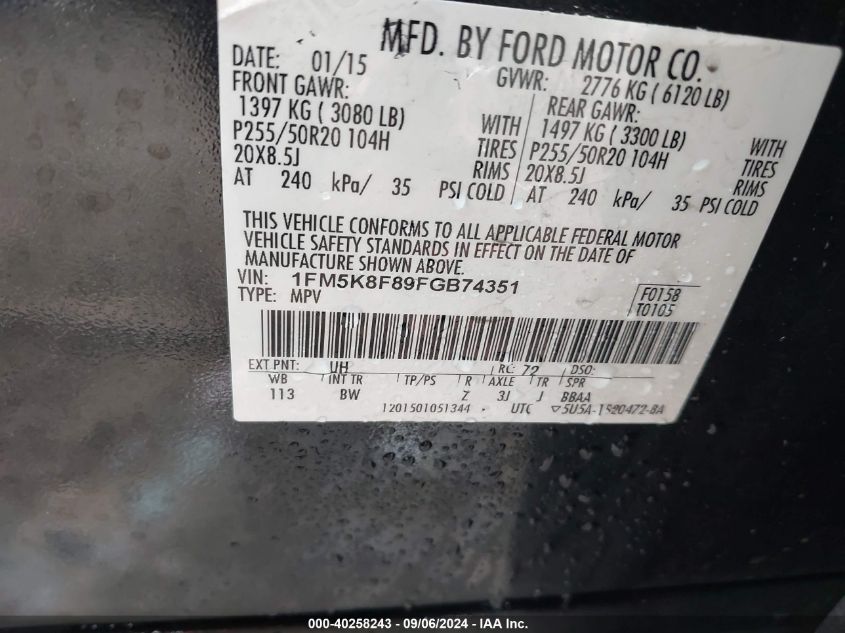 MFD. BY FORD MOTOR CO.
DATE: 01/15
GVWR: 2776 KG ( 6120 LB)
FRONT GAWR:
1397 KG ( 3080 LB) WITH
P255/50R20 104H TIRES
20X8.5J RIMS
AT 240 kPa/ 35 PSI COLD
REAR GAWR:
1497 KG ( 3300 LB) WITH
P255/50R20 104H TIRES
20X8.5J RIMS
AT 240 kPa/ 35 PSI COLD
THIS VEHICLE CONFORMS TO ALL APPLICABLE FEDERAL MOTOR
VEHICLE SAFETY STANDARDS IN EFFECT ON THE DATE OF
MANUFACTURE SHOWN ABOVE.
VIN: 1FM5K8F89FGB74351
TYPE: MPV
F0158
T0105
EXT PNT: UH RC: 72 DSO:
WB INT TR TP/PS R AXLE TR SPR
113 BW Z 3J J BBAA
1201501051344 UTC ▽5U5A-1520472-BA
000-40258243 - 09/06/2024 - IAA Inc.